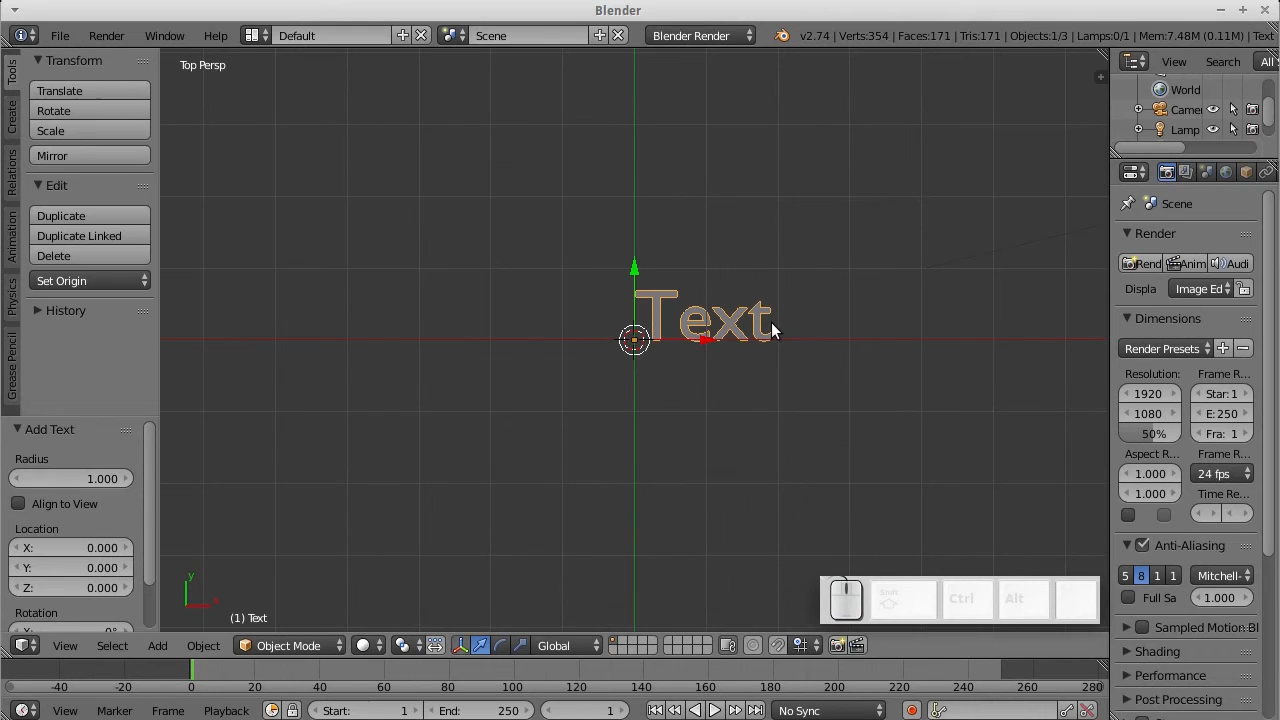 Blender
File Render Window Help Default Scene Blender Render v2.74 | Verts:354 | Faces:171 | Tris:171 | Objects:1/3 | Lamps:0/1 | Mem:7.48M (0.11M) | Text
Tools
Create
Relations
Animation
Physics
Grease Pencil
Transform
Translate
Rotate
Scale
Mirror
Edit
Duplicate
Duplicate Linked
Delete
Set Origin
History
Add Text
Radius
1.000
Align to View
Location
X: 0.000
Y: 0.000
Z: 0.000
Rotation
Top Persp
Text
y
x
(1) Text
Shift Ctrl Alt
View Search All S
World
Came
Lamp
Scene
Render
Rend Anim Audi
Displa Image Ed
Dimensions
Render Presets
Resolution: Frame R...
1920 Star: 1
1080 E: 250
50% Fra: 1
Aspect R... Frame R...
1.000 24 fps
1.000 Time Re...
Anti-Aliasing
5 8 1 1 Mitchell-
Full Sa 1.000
Sampled Motion Bl
Shading
Performance
Post Processing
View Select Add Object Object Mode Global
-40 -20 0 20 40 60 80 100 120 140 160 180 200 220 240 260 280
View Marker Frame Playback Start: 1 End: 250 1 No Sync